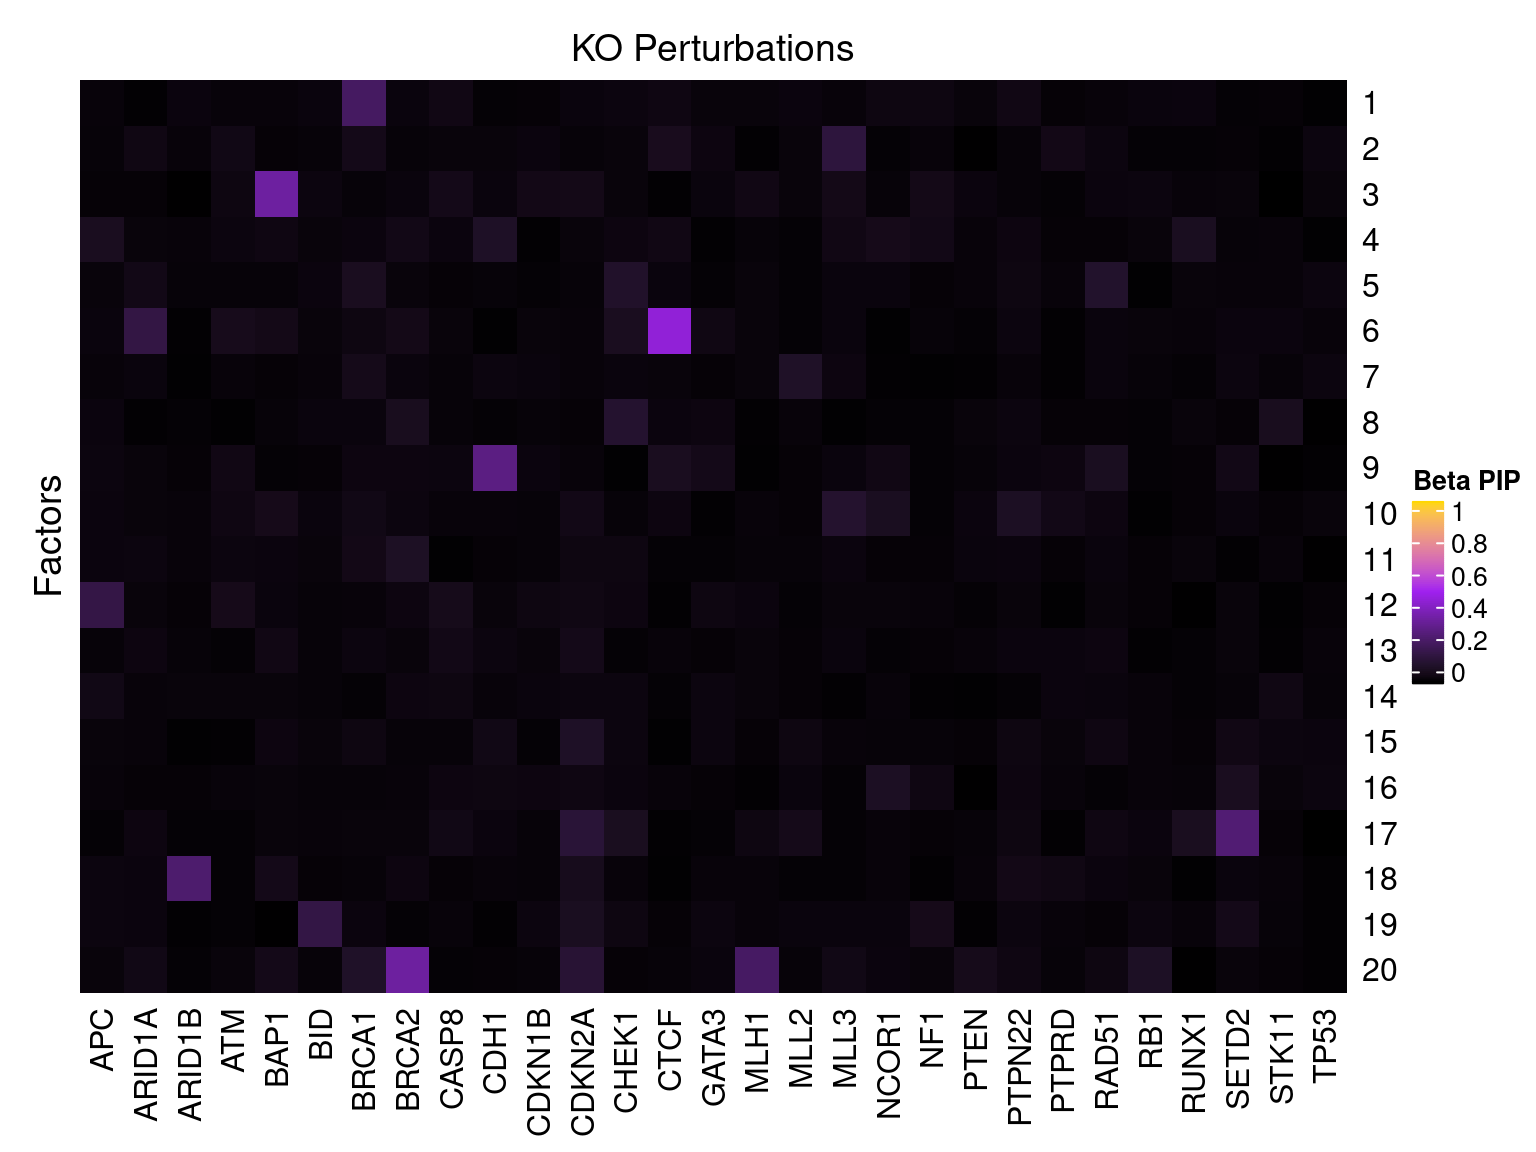 KO Perturbations
Factors
1
2
3
4
5
6
7
8
9
10
11
12
13
14
15
16
17
18
19
20
Beta PIP
1
0.8
0.6
0.4
0.2
0
APC
ARID1A
ARID1B
ATM
BAP1
BID
BRCA1
BRCA2
CASP8
CDH1
CDKN1B
CDKN2A
CHEK1
CTCF
GATA3
MLH1
MLL2
MLL3
NCOR1
NF1
PTEN
PTPN22
PTPRD
RAD51
RB1
RUNX1
SETD2
STK11
TP53